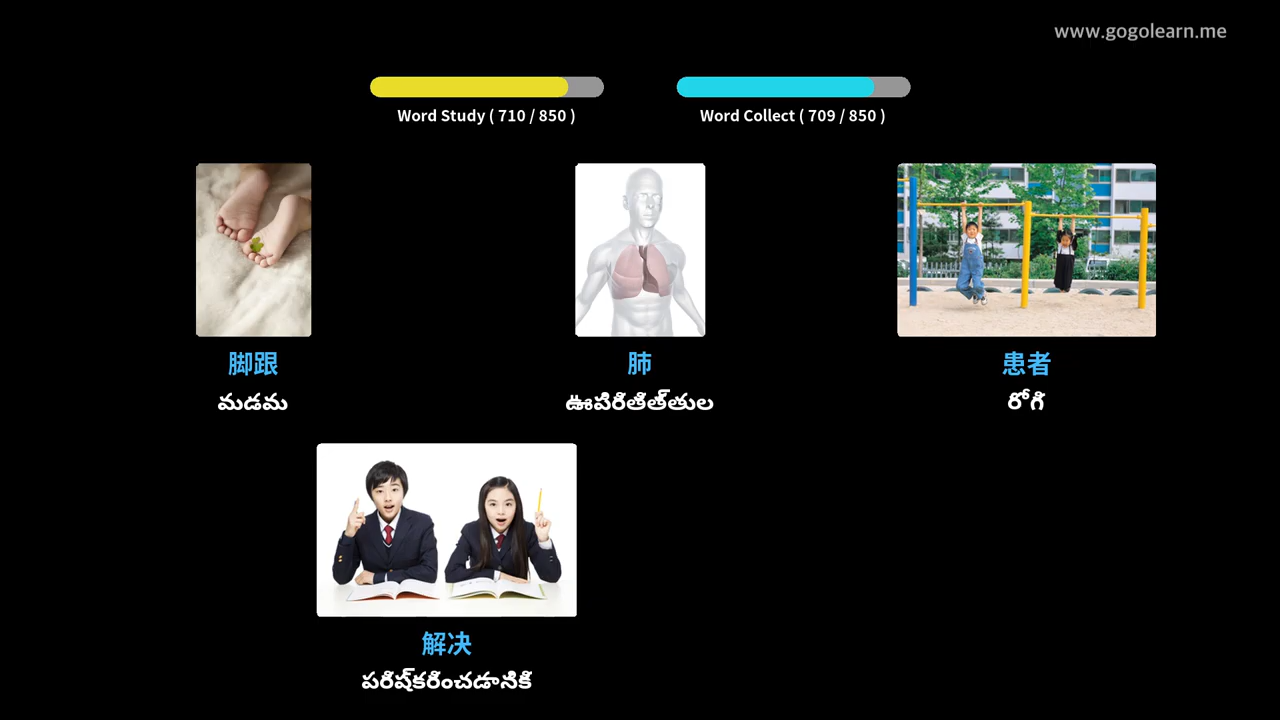 www.gogolearn.me
Word Study ( 710 / 850 )
Word Collect ( 709 / 850 )
脚跟
మడమ
肺
ఊపిరితిత్తుల
患者
రోగి
解决
పరిష్కరించడానికి